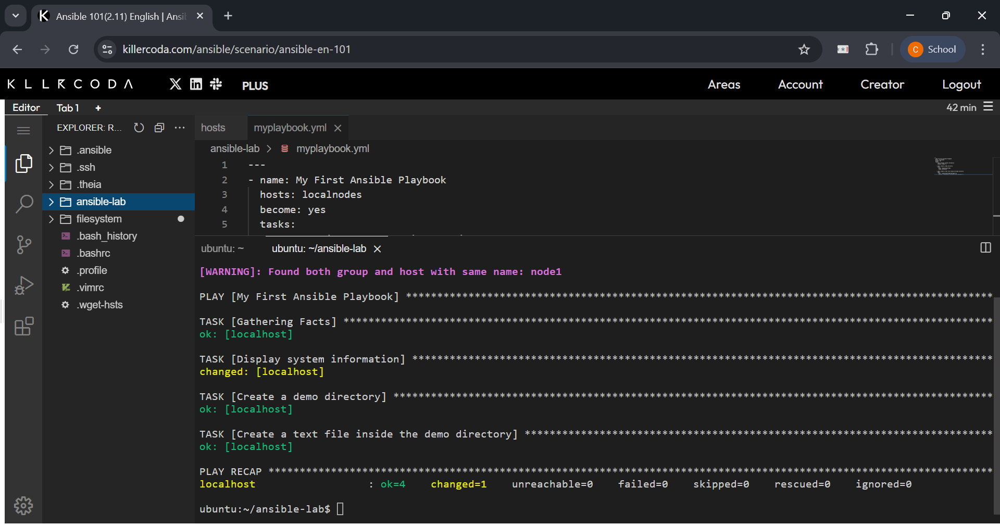 Ansible 101(2.11) English | Ansi
killercoda.com/ansible/scenario/ansible-en-101
C School
KLLRCODA
PLUS
Areas Account Creator Logout
Editor Tab 1 +
42 min
EXPLORER: R...
.ansible
.ssh
.theia
ansible-lab
filesystem
.bash_history
.bashrc
.profile
.vimrc
.wget-hsts
hosts myplaybook.yml
ansible-lab > myplaybook.yml
1 ---
2 - name: My First Ansible Playbook
3 hosts: localnodes
4 become: yes
5 tasks:
ubuntu: ~ ubuntu: ~/ansible-lab
[WARNING]: Found both group and host with same name: node1
PLAY [My First Ansible Playbook] **********************************************************************************************
TASK [Gathering Facts] ********************************************************************************************************
ok: [localhost]
TASK [Display system information] *********************************************************************************************
changed: [localhost]
TASK [Create a demo directory] ************************************************************************************************
ok: [localhost]
TASK [Create a text file inside the demo directory] ***************************************************************************
ok: [localhost]
PLAY RECAP ********************************************************************************************************************
localhost : ok=4 changed=1 unreachable=0 failed=0 skipped=0 rescued=0 ignored=0
ubuntu:~/ansible-lab$